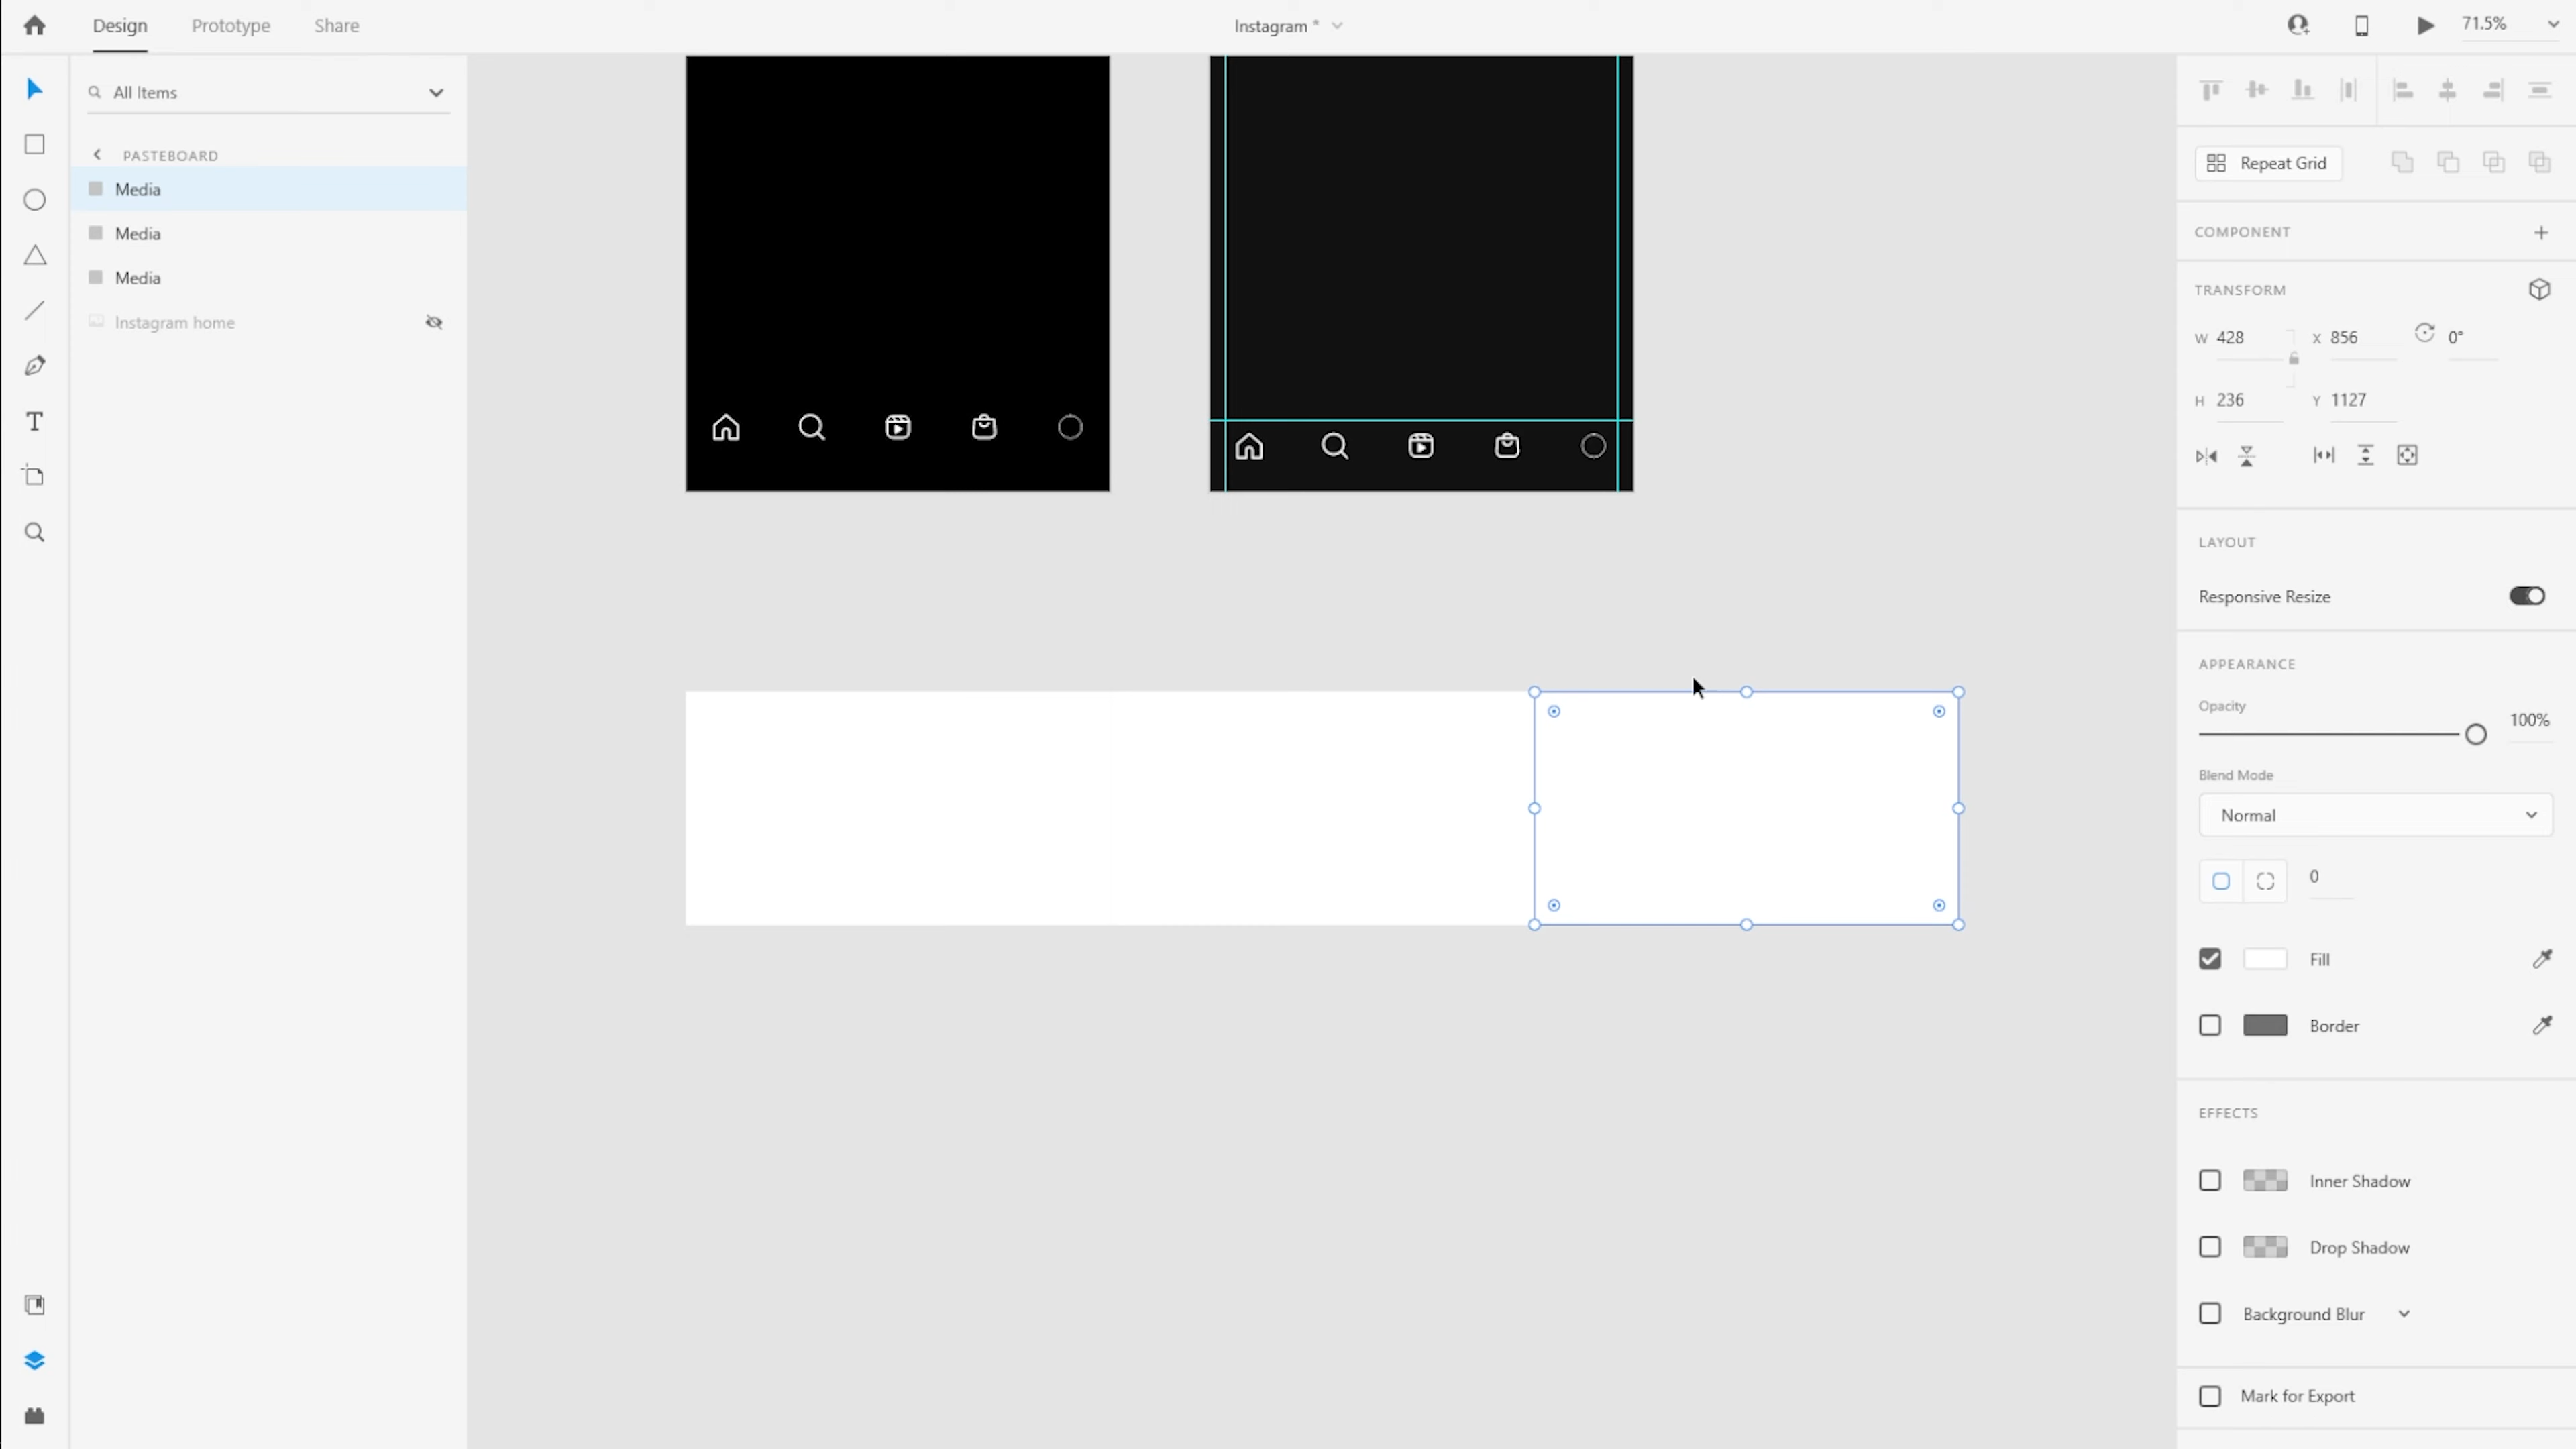 Design Prototype Share Instagram * 71.5%
All Items
PASTEBOARD
Media
Media
Media
Instagram home
Repeat Grid
COMPONENT
TRANSFORM
W 428 X 856 0°
H 236 Y 1127
LAYOUT
Responsive Resize
APPEARANCE
Opacity
100%
Blend Mode
Normal
0
Fill
Border
EFFECTS
Inner Shadow
Drop Shadow
Background Blur
Mark for Export